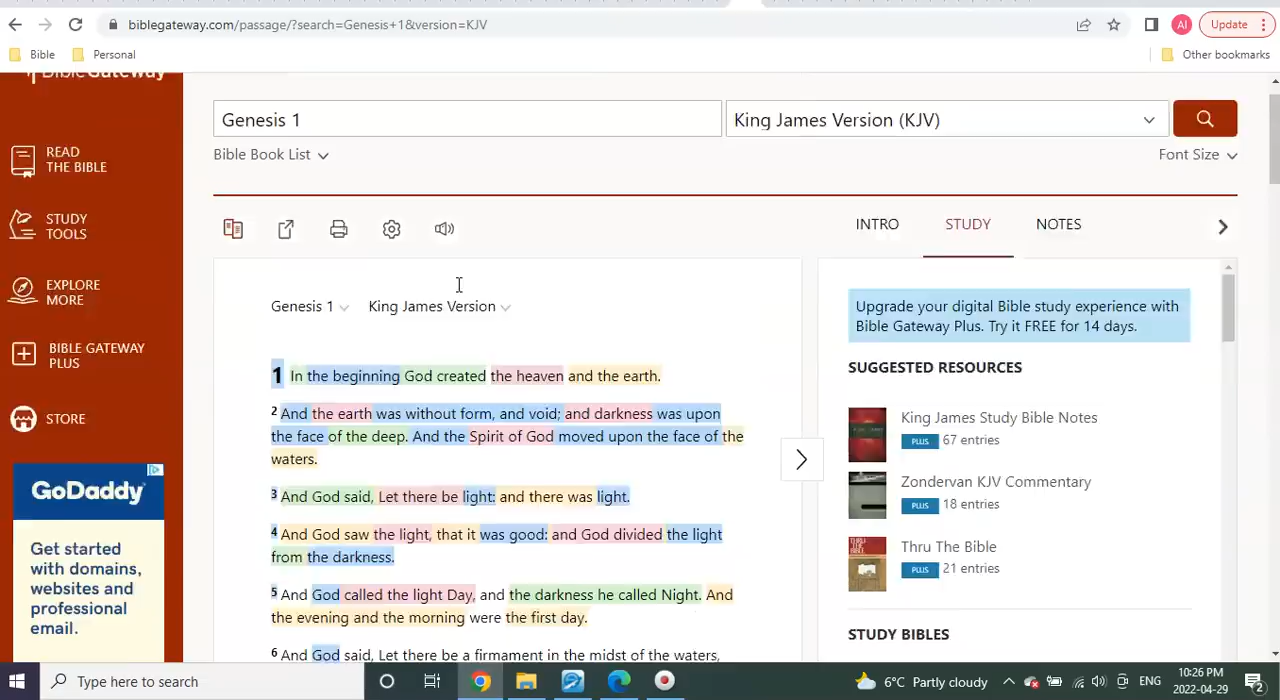 biblegateway.com/passage/?search=Genesis+1&version=KJV
AI
Update
Bible
Personal
Other bookmarks
BibleGateway
READ
THE BIBLE
STUDY
TOOLS
EXPLORE
MORE
BIBLE GATEWAY
PLUS
STORE
GoDaddy
Get started
with domains,
websites and
professional
email.
Genesis 1
King James Version (KJV)
Bible Book List
Font Size
INTRO
STUDY
NOTES
Genesis 1
King James Version
1 In the beginning God created the heaven and the earth.
2 And the earth was without form, and void; and darkness was upon
the face of the deep. And the Spirit of God moved upon the face of the
waters.
3 And God said, Let there be light: and there was light.
4 And God saw the light, that it was good: and God divided the light
from the darkness.
5 And God called the light Day, and the darkness he called Night. And
the evening and the morning were the first day.
6 And God said, Let there be a firmament in the midst of the waters,
Upgrade your digital Bible study experience with
Bible Gateway Plus. Try it FREE for 14 days.
SUGGESTED RESOURCES
King James Study Bible Notes
PLUS 67 entries
Zondervan KJV Commentary
PLUS 18 entries
Thru The Bible
PLUS 21 entries
STUDY BIBLES
Type here to search
6°C Partly cloudy
ENG
10:26 PM
2022-04-29
2